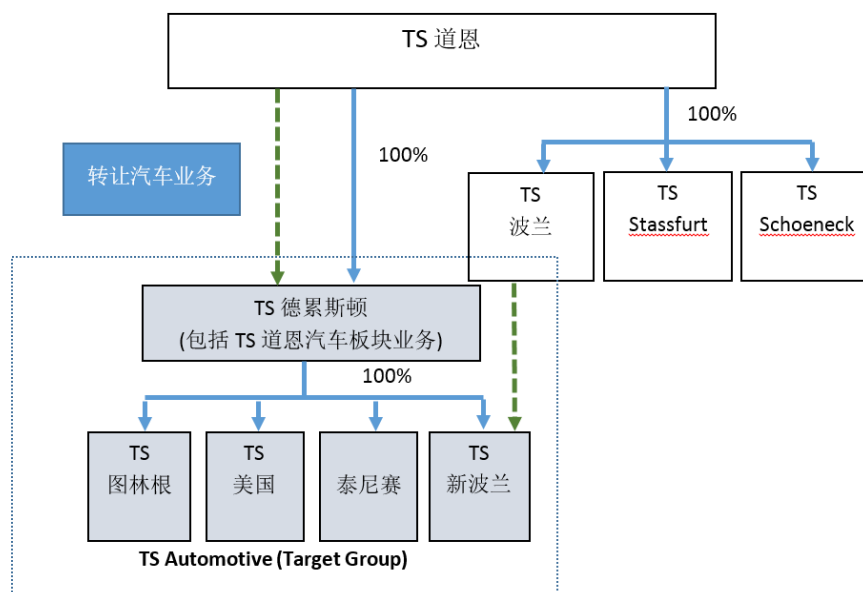 TS 道恩
100%
100%
转让汽车业务
TS
波兰
TS
Stassfurt
TS
Schoeneck
TS 德累斯顿
(包括 TS 道恩汽车板块业务)
100%
TS
图林根
TS
美国
TS
泰尼赛
TS
新波兰
TS Automotive (Target Group)